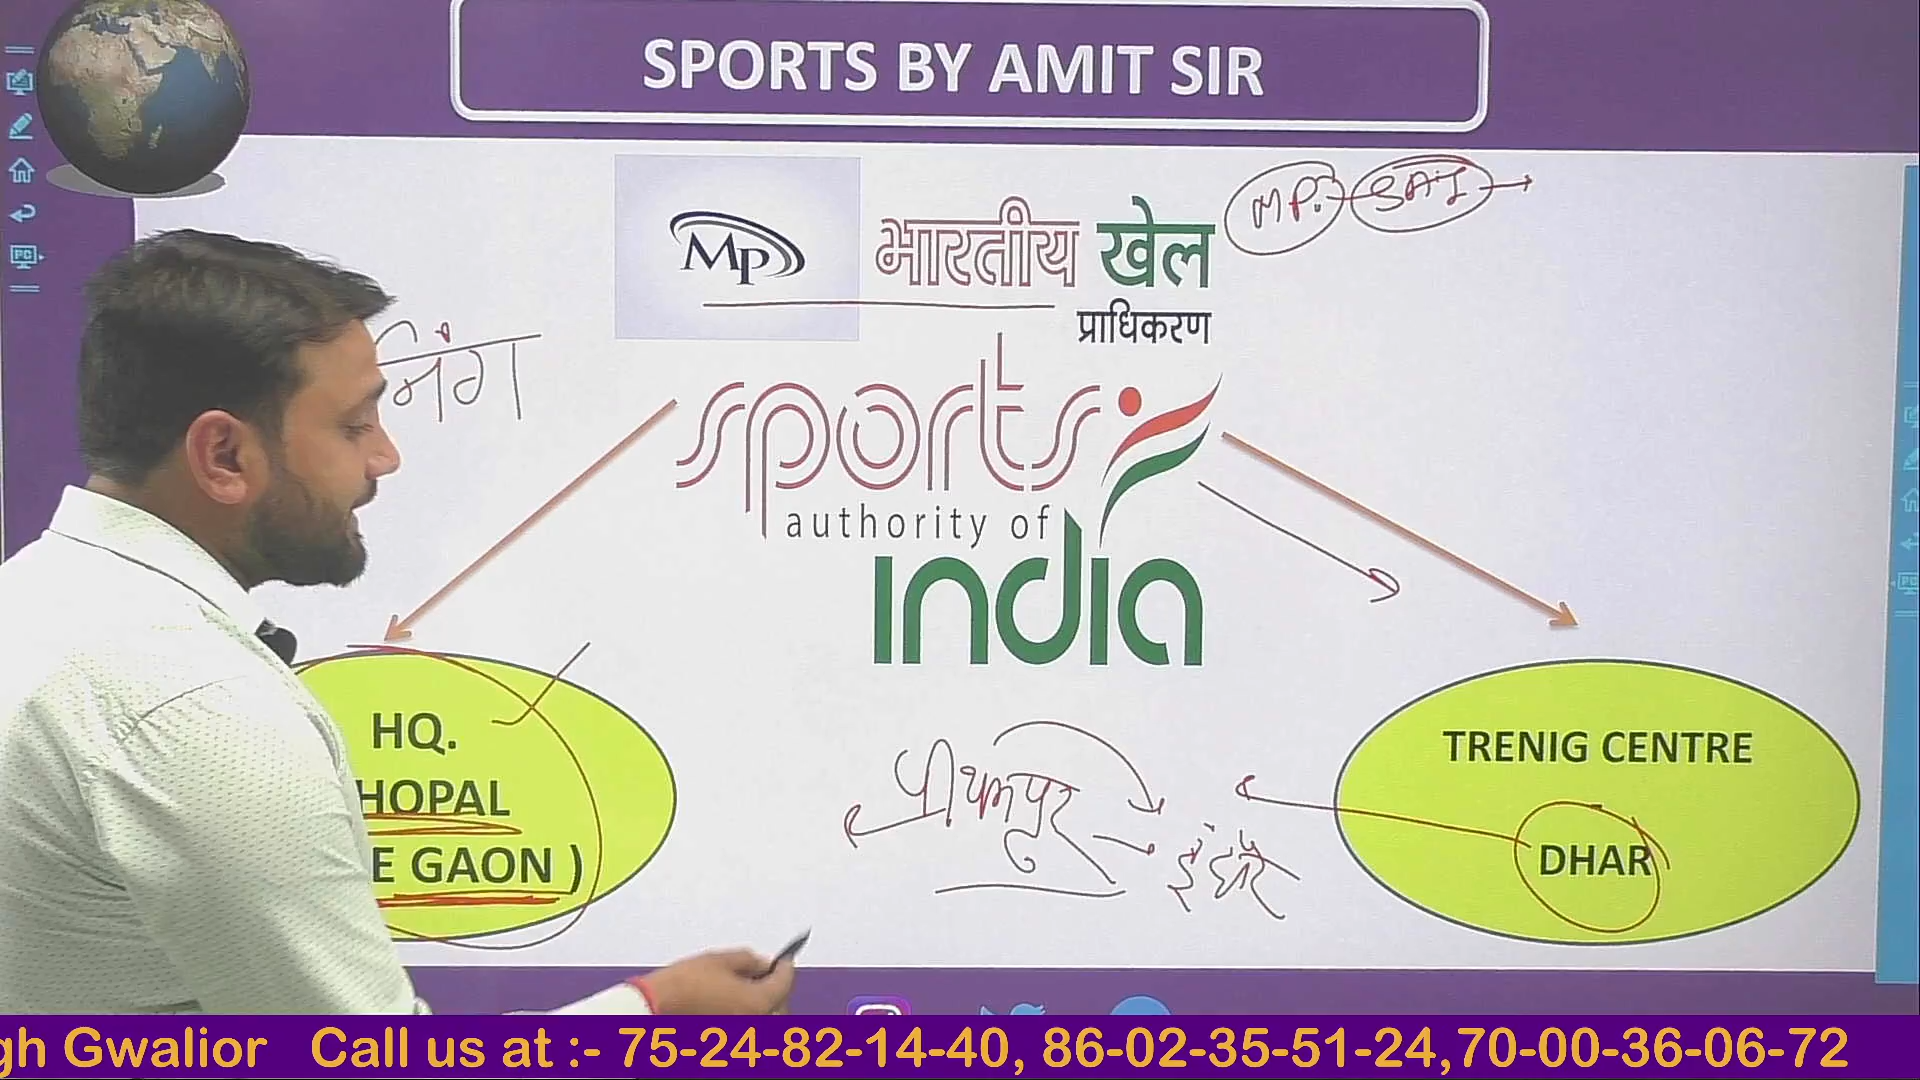 SPORTS BY AMIT SIR
MP
भारतीय खेल
प्राधिकरण
MP. SAI
निंग
sports
authority of
india
HQ.
HOPAL
E GAON )
पीथमपुर
इंदौर
TRENIG CENTRE
-
DHAR
gh Gwalior Call us at :- 75-24-82-14-40, 86-02-35-51-24,70-00-36-06-72